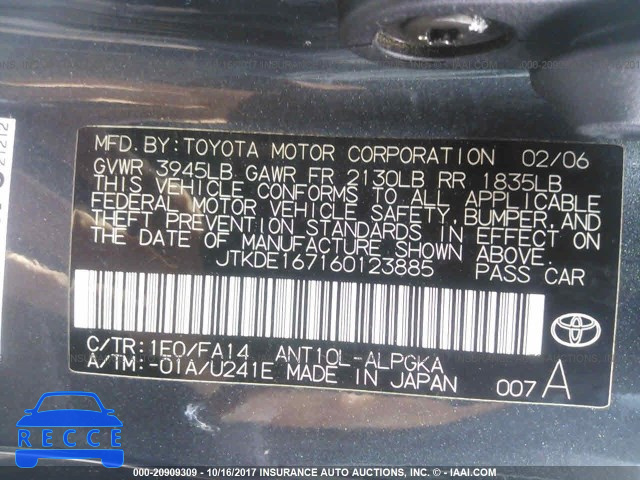 MFD. BY: TOYOTA MOTOR CORPORATION 02/06
GVWR 3945LB GAWR FR 2130LB RR 1835LB
THIS VEHICLE CONFORMS TO ALL APPLICABLE
FEDERAL MOTOR VEHICLE SAFETY, BUMPER, AND
THEFT PREVENTION STANDARDS IN EFFECT ON
THE DATE OF MANUFACTURE SHOWN ABOVE.
JTKDE167160123885 PASS CAR
C/TR: 1E0/FA14 ANT10L-ALPGKA
A/TM: -01A/U241E MADE IN JAPAN
007A
TOYOTA
21212
RECCE
000-20909309 - 10/16/2017 - INSURANCE AUTO AUCTIONS, INC. - IAAI.COM